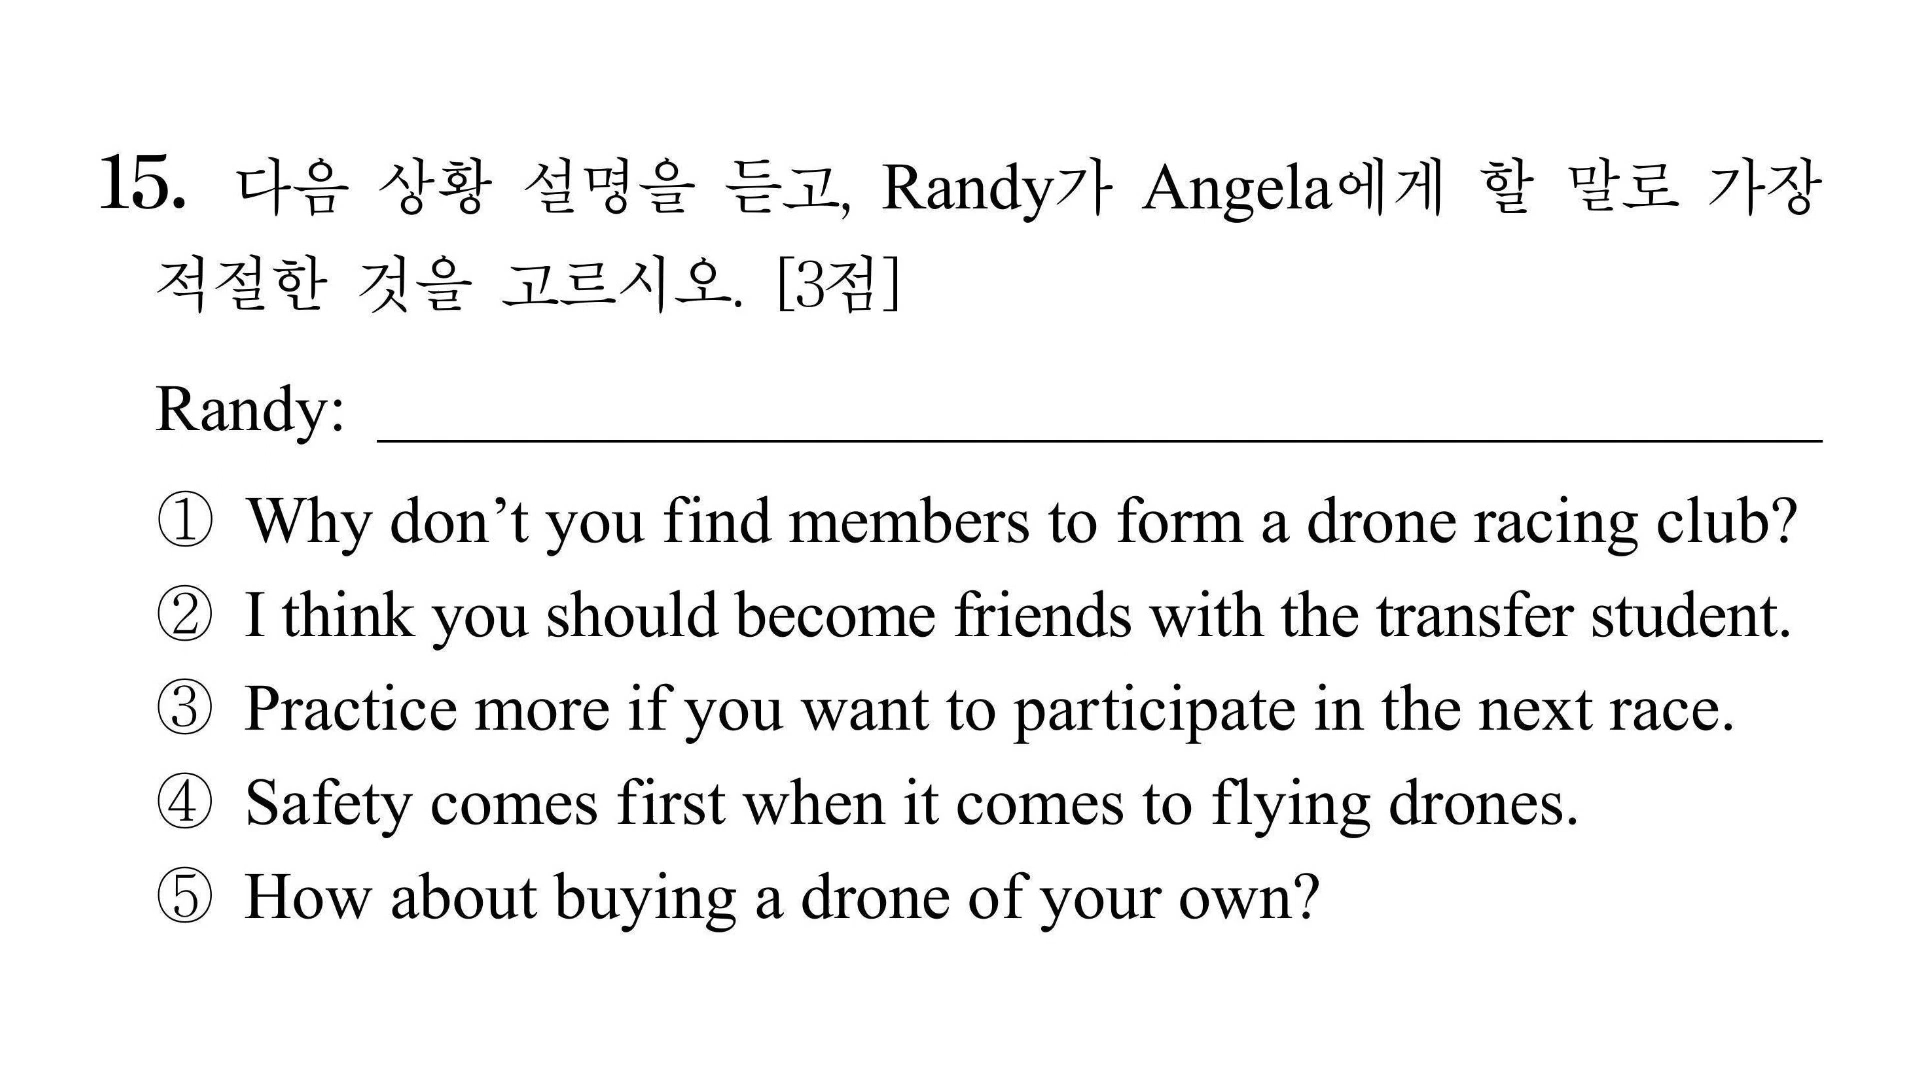 15. 다음 상황 설명을 듣고, Randy가 Angela에게 할 말로 가장
적절한 것을 고르시오. [3점]
Randy: ____________________
① Why don’t you find members to form a drone racing club?
② I think you should become friends with the transfer student.
③ Practice more if you want to participate in the next race.
④ Safety comes first when it comes to flying drones.
⑤ How about buying a drone of your own?